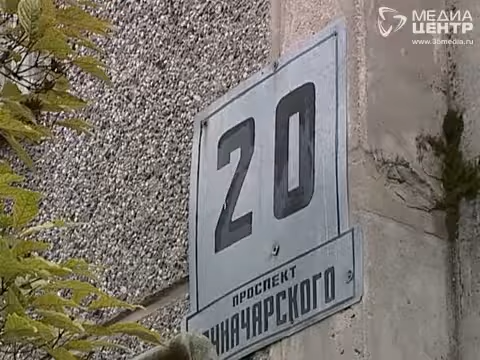 МЕДИА
ЦЕНТР
www.35media.ru
20
ПРОСПЕКТ
УНАЧАРСКОГО